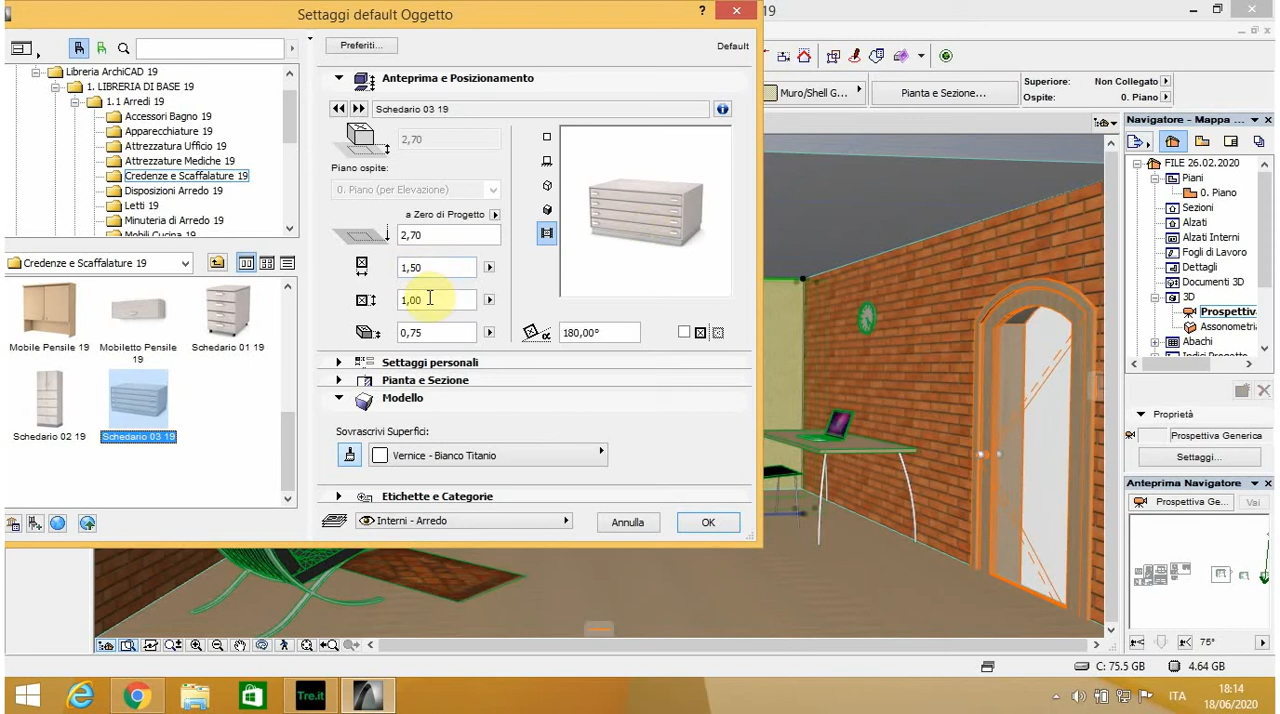 Settaggi default Oggetto
?
19
Preferiti...
Default
Libreria ArchiCAD 19
1. LIBRERIA DI BASE 19
1.1 Arredi 19
Accessori Bagno 19
Apparecchiature 19
Attrezzatura Ufficio 19
Attrezzature Mediche 19
Credenze e Scaffalature 19
Disposizioni Arredo 19
Letti 19
Minuteria di Arredo 19
Mobili Cucina 19
Credenze e Scaffalature 19
Mobile Pensile 19
Mobiletto Pensile 19
Schedario 01 19
Schedario 02 19
Schedario 03 19
Anteprima e Posizionamento
Schedario 03 19
2,70
Piano ospite:
0. Piano (per Elevazione)
a Zero di Progetto
2,70
1,50
1,00
0,75
180,00°
Settaggi personali
Pianta e Sezione
Modello
Sovrascrivi Superfici:
Vernice - Bianco Titanio
Etichette e Categorie
Interni - Arredo
Annulla
OK
Muro/Shell G...
Pianta e Sezione...
Superiore:
Non Collegato
Ospite:
0. Piano
Navigatore - Mappa ...
FILE 26.02.2020
Piani
0. Piano
Sezioni
Alzati
Alzati Interni
Fogli di Lavoro
Dettagli
Documenti 3D
3D
Prospettiv
Assonometri
Abachi
Proprietà
Prospettiva Generica
Settaggi...
Anteprima Navigatore
Prospettiva Ge...
Vai
75°
C: 75.5 GB
4.64 GB
Tre.it
ITA
18:14
18/06/2020